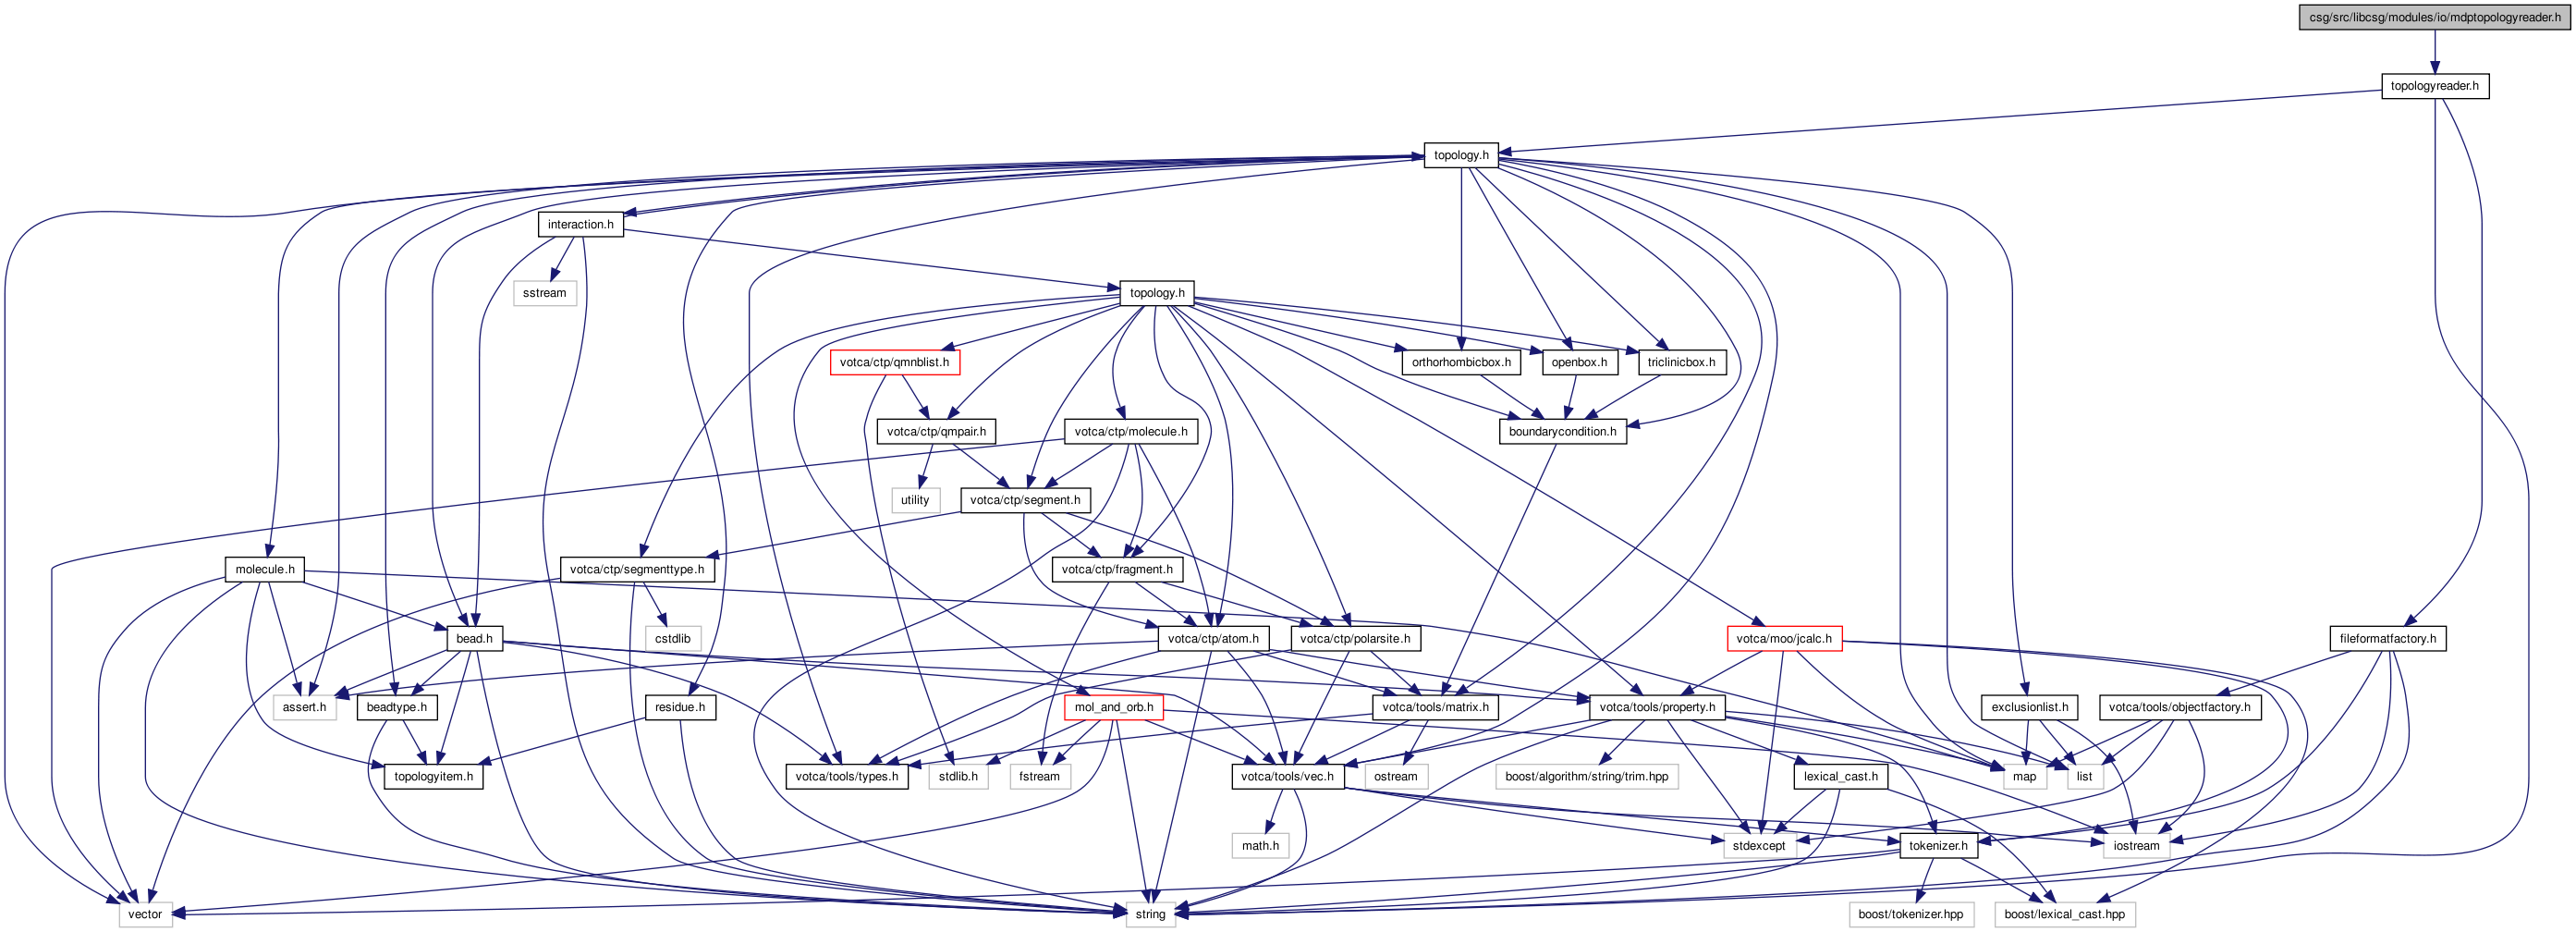 csg/src/libcsg/modules/io/mdptopologyreader.h
topologyreader.h
topology.h
interaction.h
sstream
topology.h
votca/ctp/qmnblist.h
orthorhombicbox.h
openbox.h
triclinicbox.h
votca/ctp/qmpair.h
votca/ctp/molecule.h
boundarycondition.h
utility
votca/ctp/segment.h
molecule.h
votca/ctp/segmenttype.h
votca/ctp/fragment.h
bead.h
cstdlib
votca/ctp/atom.h
votca/ctp/polarsite.h
votca/moo/jcalc.h
fileformatfactory.h
assert.h
beadtype.h
residue.h
mol_and_orb.h
votca/tools/matrix.h
votca/tools/property.h
exclusionlist.h
votca/tools/objectfactory.h
topologyitem.h
votca/tools/types.h
stdlib.h
fstream
votca/tools/vec.h
ostream
boost/algorithm/string/trim.hpp
lexical_cast.h
map
list
math.h
stdexcept
tokenizer.h
iostream
vector
string
boost/tokenizer.hpp
boost/lexical_cast.hpp